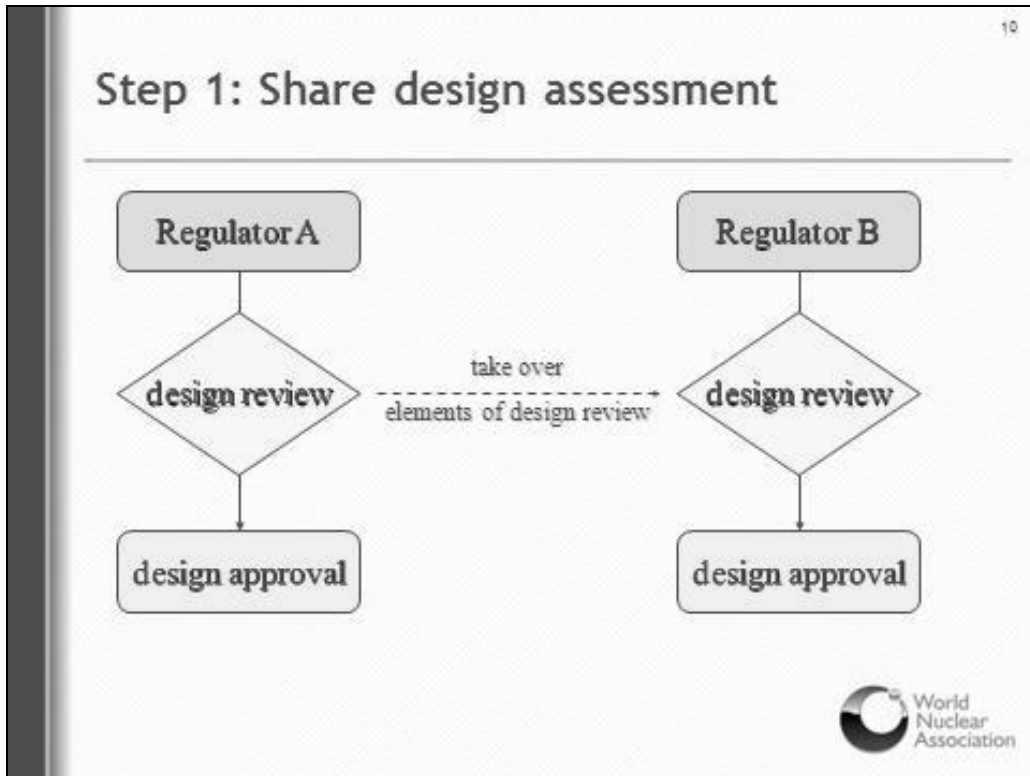 10
Step 1: Share design assessment
Regulator A
Regulator B
design review
take over
elements of design review
design review
design approval
design approval
World
Nuclear
Association